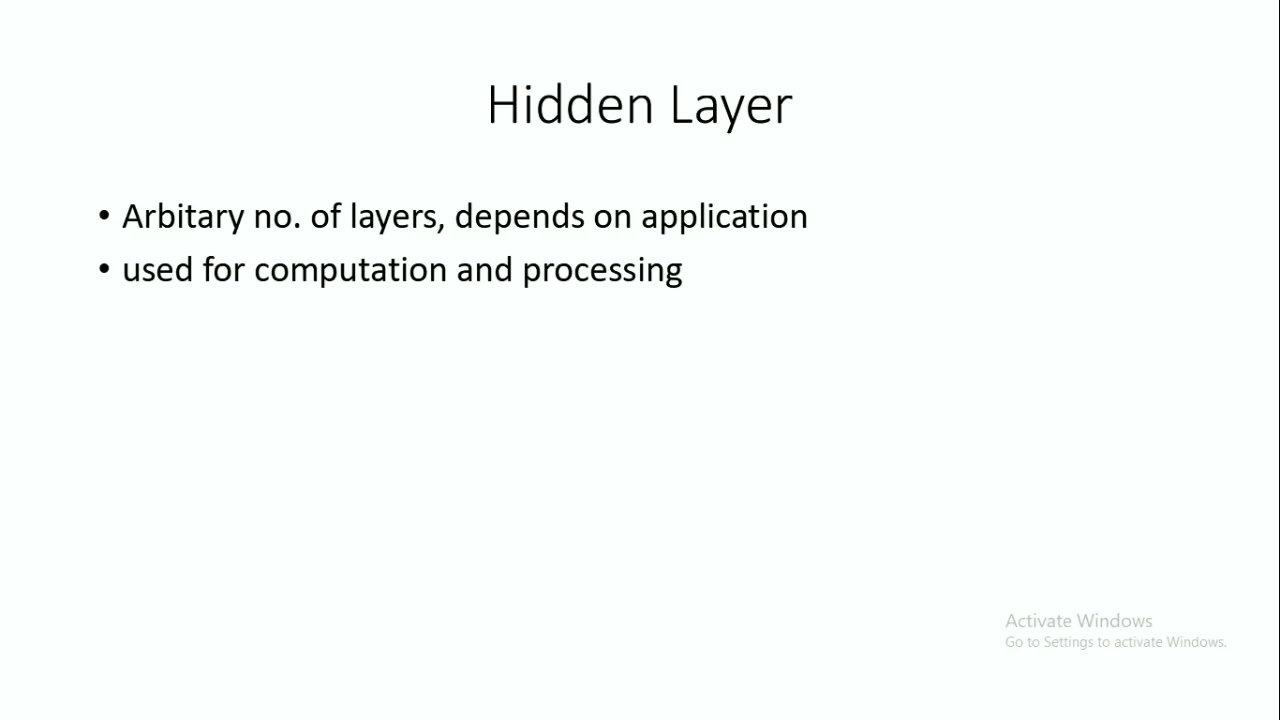 Hidden Layer
• Arbitary no. of layers, depends on application
• used for computation and processing
Activate Windows
Go to Settings to activate Windows.